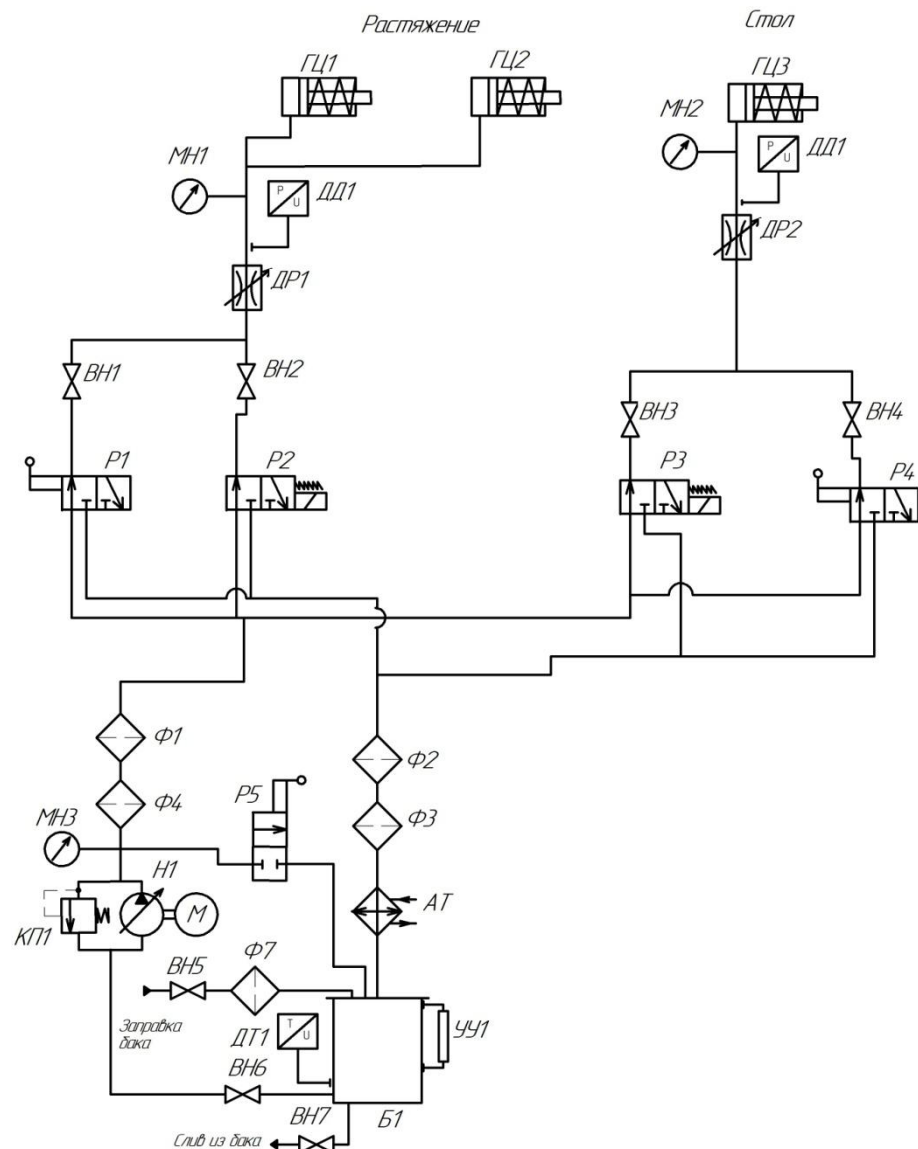 Растяжение
Стол
ГЦ1
ГЦ2
ГЦ3
МН1
P
U
ДД1
МН2
P
U
ДД1
ДР1
ДР2
ВН1
ВН2
ВН3
ВН4
Р1
Р2
Р3
Р4
Ф1
Ф4
Ф2
Ф3
Р5
МН3
Н1
М
КП1
АТ
ВН5
Ф7
Заправка
бака
ДТ1
T
U
УУ1
ВН6
ВН7
Б1
Слив из бака